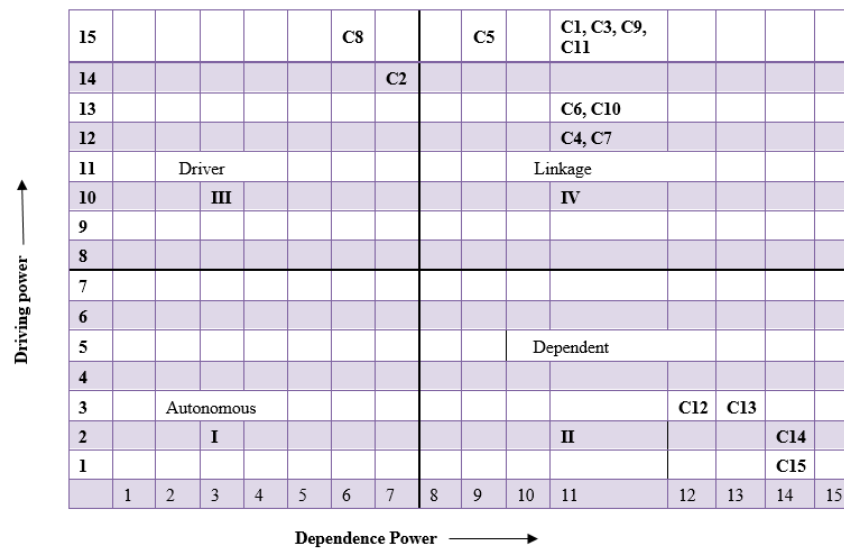 15 C8 C5 C1, C3, C9,
C11
14 C2
13 C6, C10
12 C4, C7
11 Driver Linkage
10 III IV
9
8
7
6
5 Dependent
4
3 Autonomous C12 C13
2 I II C14
1 C15
1 2 3 4 5 6 7 8 9 10 11 12 13 14 15
Driving power
Dependence Power